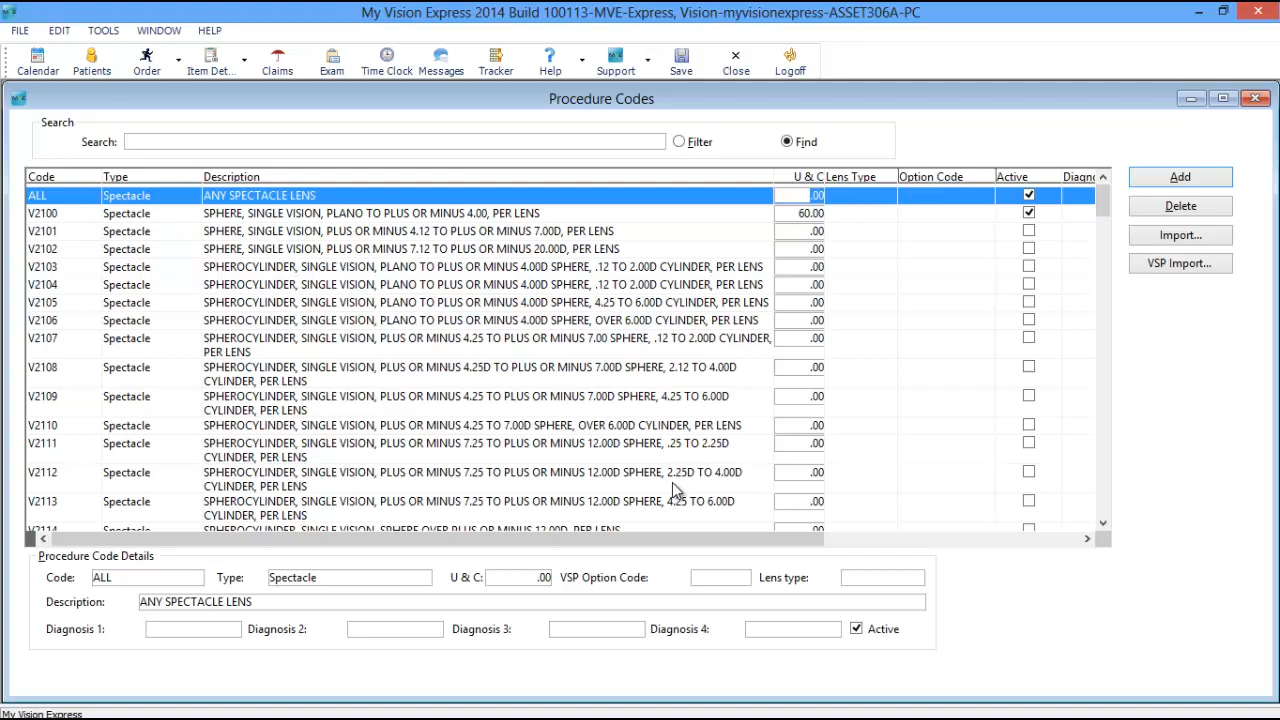 My Vision Express 2014 Build 100113-MVE-Express, Vision-myvisionexpress-ASSET306A-PC
FILE EDIT TOOLS WINDOW HELP
Calendar Patients Order Item Det... Claims Exam Time Clock Messages Tracker Help Support Save Close Logoff
Procedure Codes
Search
Search: Filter Find
Code Type Description U & C Lens Type Option Code Active Diagno
ALL Spectacle ANY SPECTACLE LENS .00
V2100 Spectacle SPHERE, SINGLE VISION, PLANO TO PLUS OR MINUS 4.00, PER LENS 60.00
V2101 Spectacle SPHERE, SINGLE VISION, PLUS OR MINUS 4.12 TO PLUS OR MINUS 7.00D, PER LENS .00
V2102 Spectacle SPHERE, SINGLE VISION, PLUS OR MINUS 7.12 TO PLUS OR MINUS 20.00D, PER LENS .00
V2103 Spectacle SPHEROCYLINDER, SINGLE VISION, PLANO TO PLUS OR MINUS 4.00D SPHERE, .12 TO 2.00D CYLINDER, PER LENS .00
V2104 Spectacle SPHEROCYLINDER, SINGLE VISION, PLANO TO PLUS OR MINUS 4.00D SPHERE, .12 TO 2.00D CYLINDER, PER LENS .00
V2105 Spectacle SPHEROCYLINDER, SINGLE VISION, PLANO TO PLUS OR MINUS 4.00D SPHERE, 4.25 TO 6.00D CYLINDER, PER LENS .00
V2106 Spectacle SPHEROCYLINDER, SINGLE VISION, PLANO TO PLUS OR MINUS 4.00D SPHERE, OVER 6.00D CYLINDER, PER LENS .00
V2107 Spectacle SPHEROCYLINDER, SINGLE VISION, PLUS OR MINUS 4.25 TO PLUS OR MINUS 7.00 SPHERE, .12 TO 2.00D CYLINDER, .00
PER LENS
V2108 Spectacle SPHEROCYLINDER, SINGLE VISION, PLUS OR MINUS 4.25D TO PLUS OR MINUS 7.00D SPHERE, 2.12 TO 4.00D .00
CYLINDER, PER LENS
V2109 Spectacle SPHEROCYLINDER, SINGLE VISION, PLUS OR MINUS 4.25 TO PLUS OR MINUS 7.00D SPHERE, 4.25 TO 6.00D .00
CYLINDER, PER LENS
V2110 Spectacle SPHEROCYLINDER, SINGLE VISION, PLUS OR MINUS 4.25 TO 7.00D SPHERE, OVER 6.00D CYLINDER, PER LENS .00
V2111 Spectacle SPHEROCYLINDER, SINGLE VISION, PLUS OR MINUS 7.25 TO PLUS OR MINUS 12.00D SPHERE, .25 TO 2.25D .00
CYLINDER, PER LENS
V2112 Spectacle SPHEROCYLINDER, SINGLE VISION, PLUS OR MINUS 7.25 TO PLUS OR MINUS 12.00D SPHERE, 2.25D TO 4.00D .00
CYLINDER, PER LENS
V2113 Spectacle SPHEROCYLINDER, SINGLE VISION, PLUS OR MINUS 7.25 TO PLUS OR MINUS 12.00D SPHERE, 4.25 TO 6.00D .00
CYLINDER, PER LENS
V2114 Spectacle SPHEROCYLINDER, SINGLE VISION, SPHERE OVER PLUS OR MINUS 12.00D, PER LENS .00
Add
Delete
Import...
VSP Import...
Procedure Code Details
Code: ALL Type: Spectacle U & C: .00 VSP Option Code: Lens type:
Description: ANY SPECTACLE LENS
Diagnosis 1: Diagnosis 2: Diagnosis 3: Diagnosis 4: Active
My Vision Express